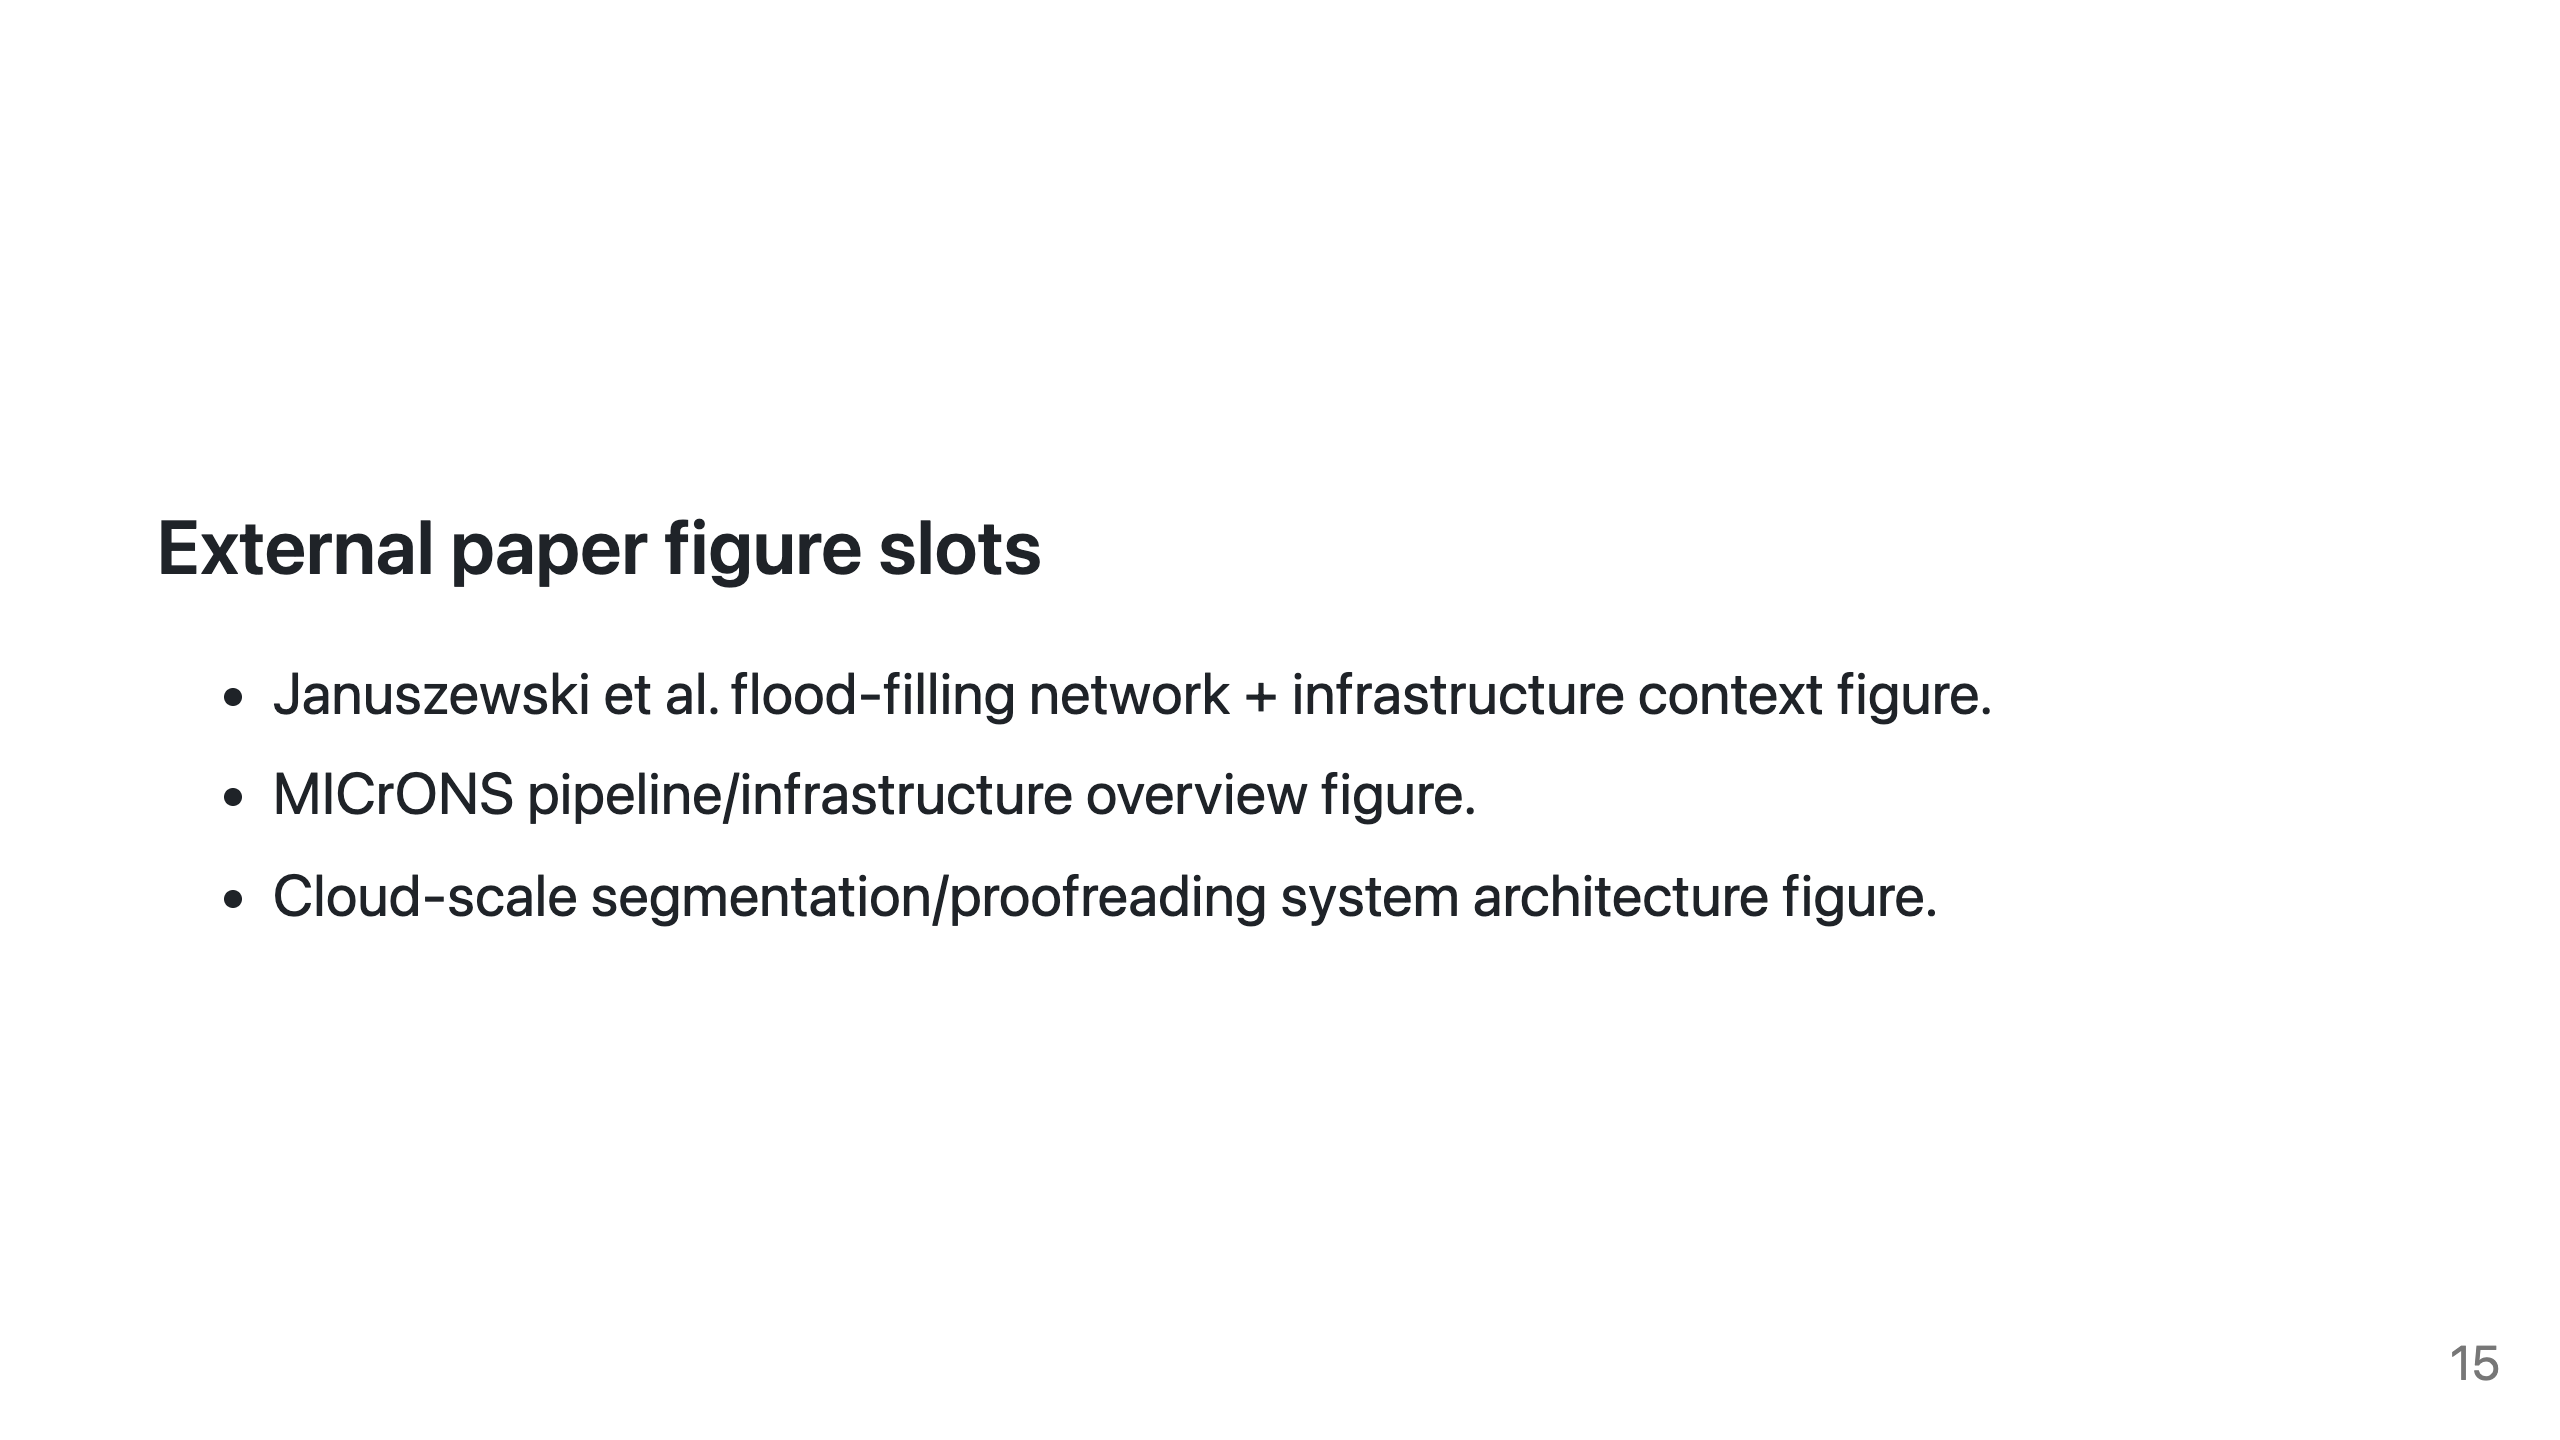 External paper figure slots
• Januszewski et al. flood-filling network + infrastructure context figure.
• MICrONS pipeline/infrastructure overview figure.
• Cloud-scale segmentation/proofreading system architecture figure.
15